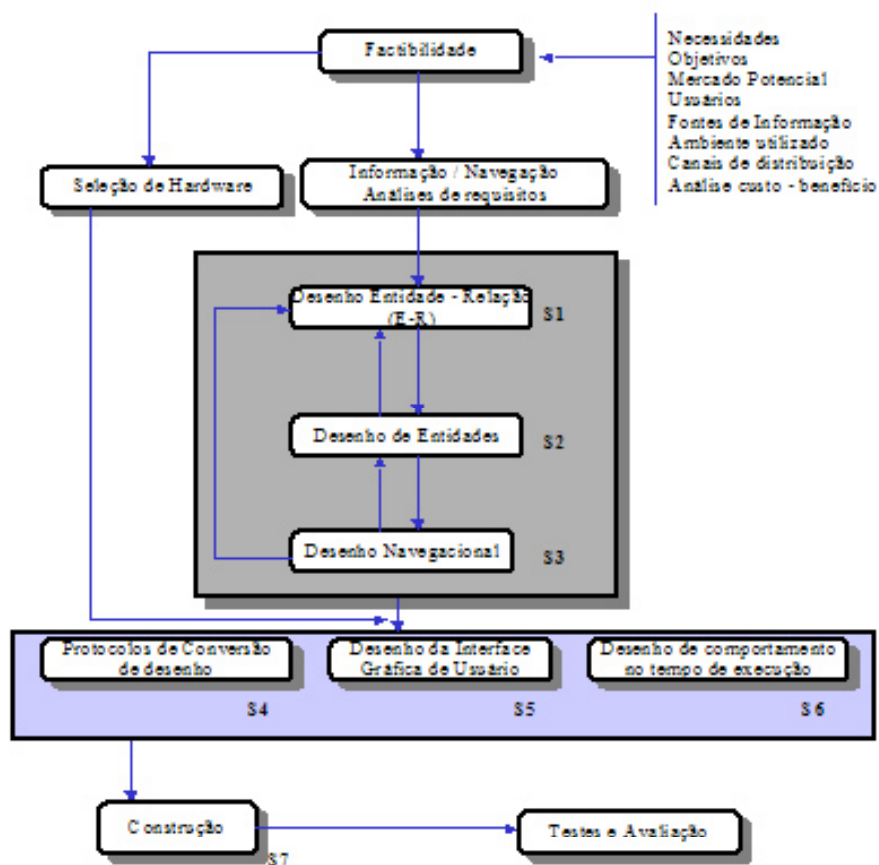 Factibilidade
Necessidades
Objetivos
Mercado Potencial
Usuários
Fontes de Informação
Ambiente utilizado
Canais de distribuição
Análise custo - benefício
Seleção de Hardware
Informação / Navegação
Análises de requisitos
Desenho Entidade - Relação
(E-R)
S1
Desenho de Entidades
S2
Desenho Navegacional
S3
Protocolos de Conversão
de desenho
S4
Desenho da Interface
Gráfica de Usuário
S5
Desenho de comportamento
no tempo de execução
S6
Construção
S7
Testes e Avaliação